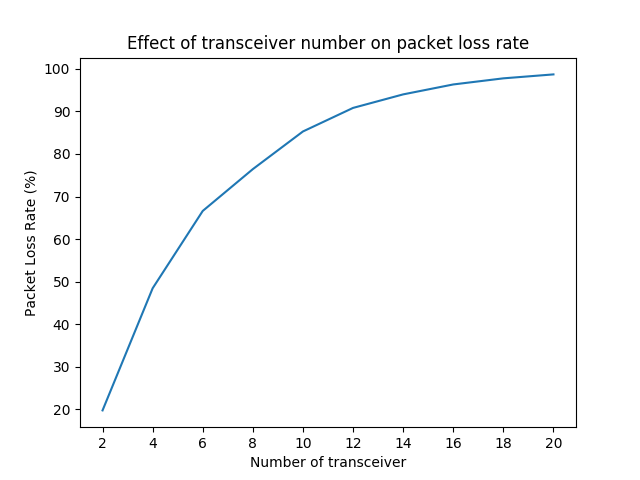 Effect of transceiver number on packet loss rate
100
90
80
70
60
50
40
30
20
Packet Loss Rate (%)
2 4 6 8 10 12 14 16 18 20
Number of transceiver